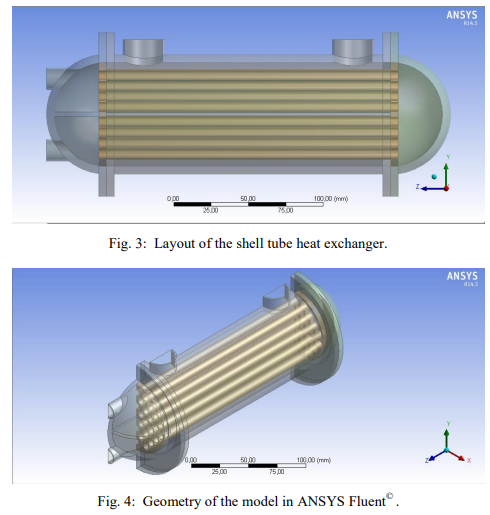 ANSYS
R14.5
Y
Z
0,00 50,00 100,00 (mm)
25,00 75,00
Fig. 3: Layout of the shell tube heat exchanger.
ANSYS
R14.5
Y
Z X
0,00 50,00 100,00 (mm)
25,00 75,00
Fig. 4: Geometry of the model in ANSYS Fluent© .